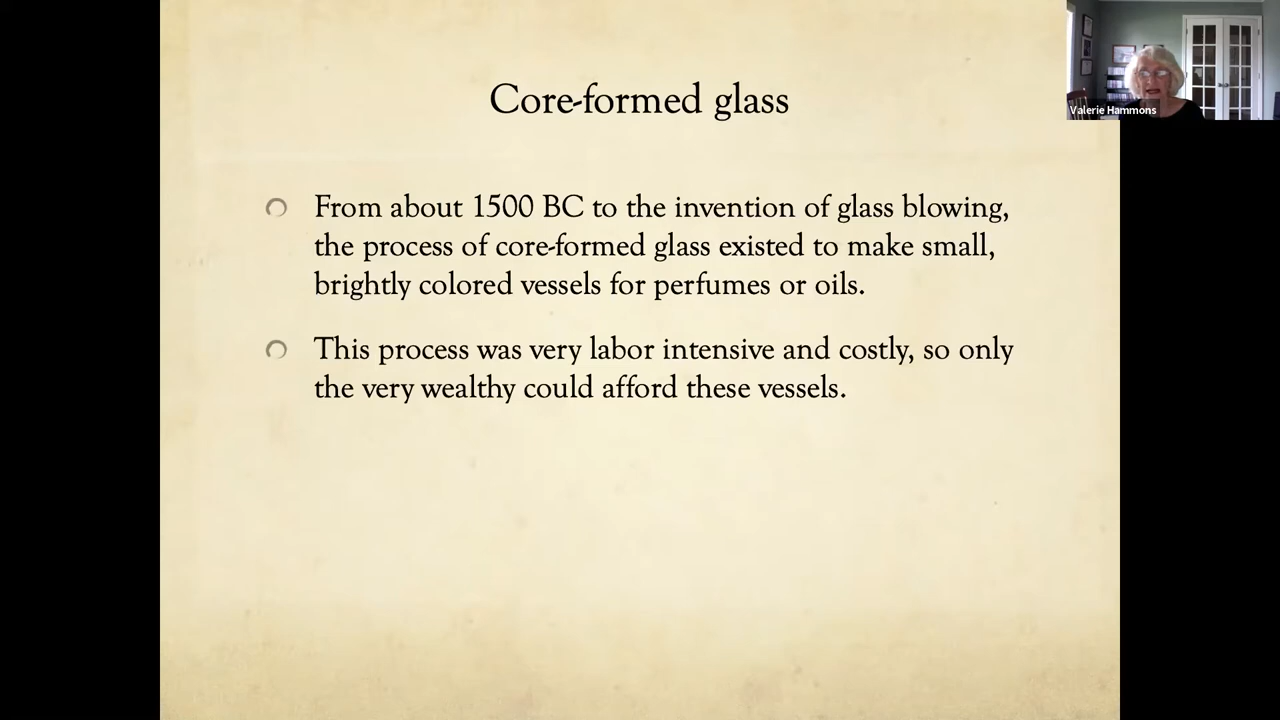 Core-formed glass
Valerie Hammons
From about 1500 BC to the invention of glass blowing,
the process of core-formed glass existed to make small,
brightly colored vessels for perfumes or oils.
This process was very labor intensive and costly, so only
the very wealthy could afford these vessels.